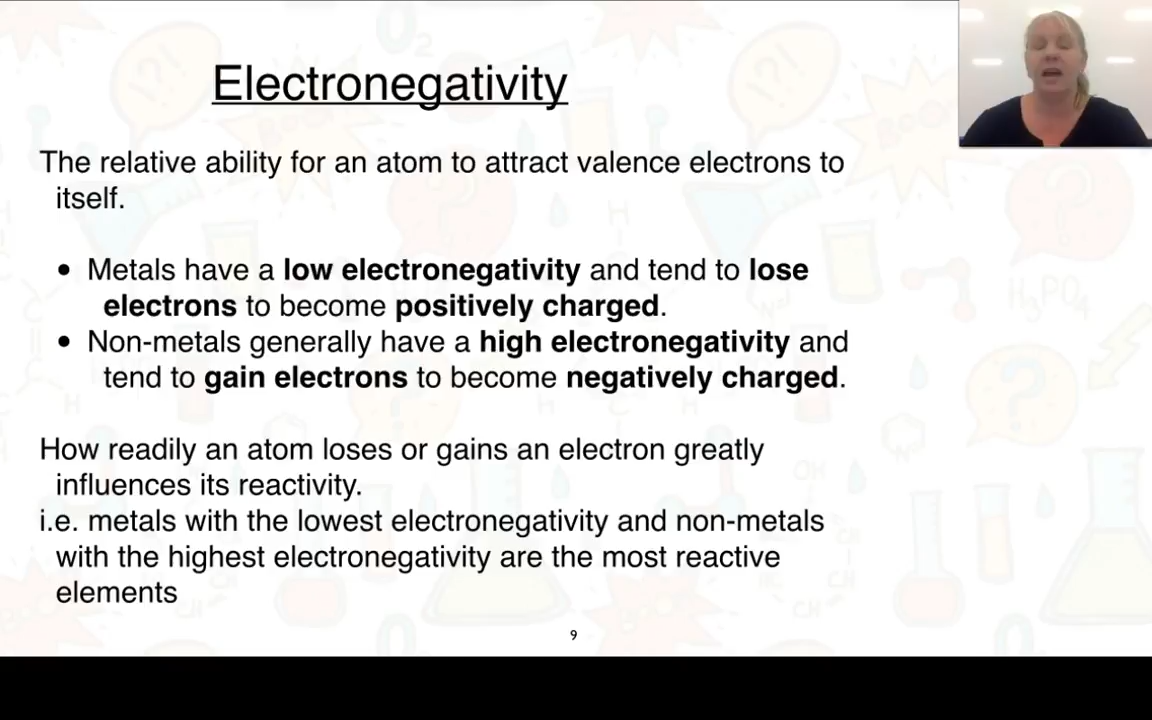 Electronegativity
The relative ability for an atom to attract valence electrons to
itself.
• Metals have a low electronegativity and tend to lose
electrons to become positively charged.
• Non-metals generally have a high electronegativity and
tend to gain electrons to become negatively charged.
How readily an atom loses or gains an electron greatly
influences its reactivity.
i.e. metals with the lowest electronegativity and non-metals
with the highest electronegativity are the most reactive
elements
9